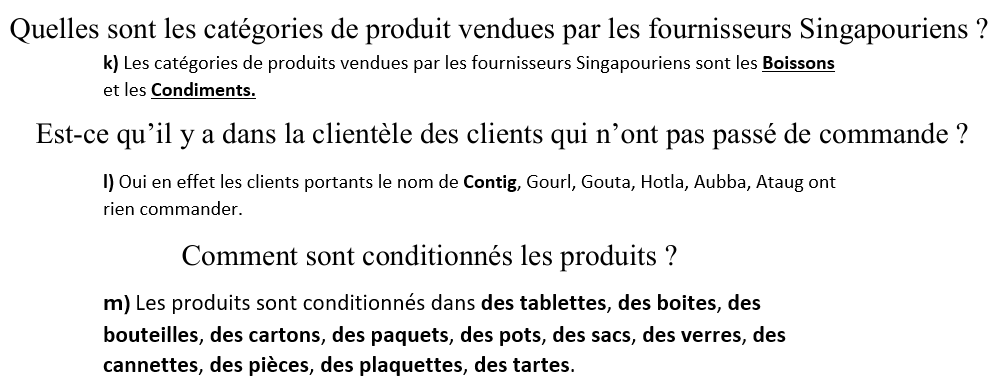 Quelles sont les catégories de produit vendues par les fournisseurs Singapouriens ?
k) Les catégories de produits vendues par les fournisseurs Singapouriens sont les Boissons
et les Condiments.
Est-ce qu’il y a dans la clientèle des clients qui n’ont pas passé de commande ?
l) Oui en effet les clients portants le nom de Contig, Gourl, Gouta, Hotla, Aubba, Ataug ont
rien commander.
Comment sont conditionnés les produits ?
m) Les produits sont conditionnés dans des tablettes, des boites, des
bouteilles, des cartons, des paquets, des pots, des sacs, des verres, des
cannettes, des pièces, des plaquettes, des tartes.